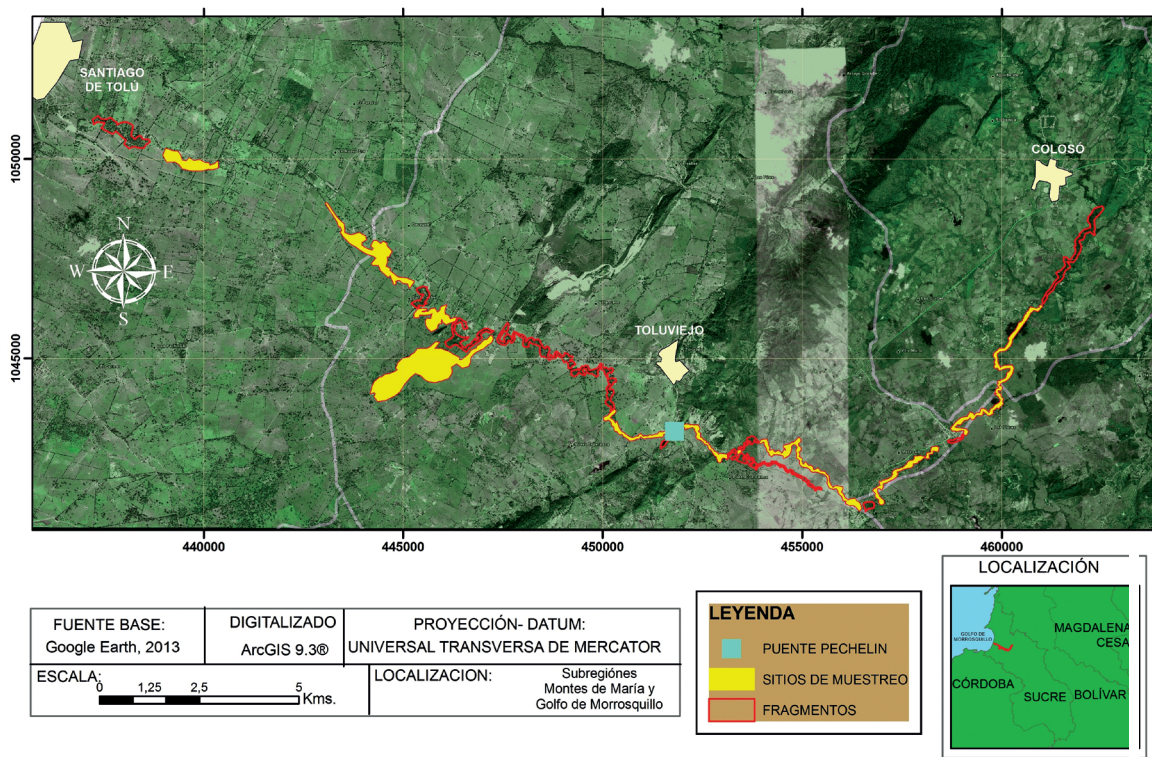 SANTIAGO
DE TOLÚ
COLOSÓ
TOLUVIEJO
N
W E
S
1050000
1045000
440000
445000
450000
455000
460000
FUENTE BASE:
Google Earth, 2013
DIGITALIZADO
ArcGIS 9.3®
PROYECCIÓN- DATUM:
UNIVERSAL TRANSVERSA DE MERCATOR
ESCALA:
0 1,25 2,5 5
Kms.
LOCALIZACION:
Subregiónes
Montes de María y
Golfo de Morrosquillo
LEYENDA
PUENTE PECHELIN
SITIOS DE MUESTREO
FRAGMENTOS
LOCALIZACIÓN
GOLFO DE
MORROSQUILLO
MAGDALENA
CESA
CÓRDOBA
SUCRE
BOLÍVAR